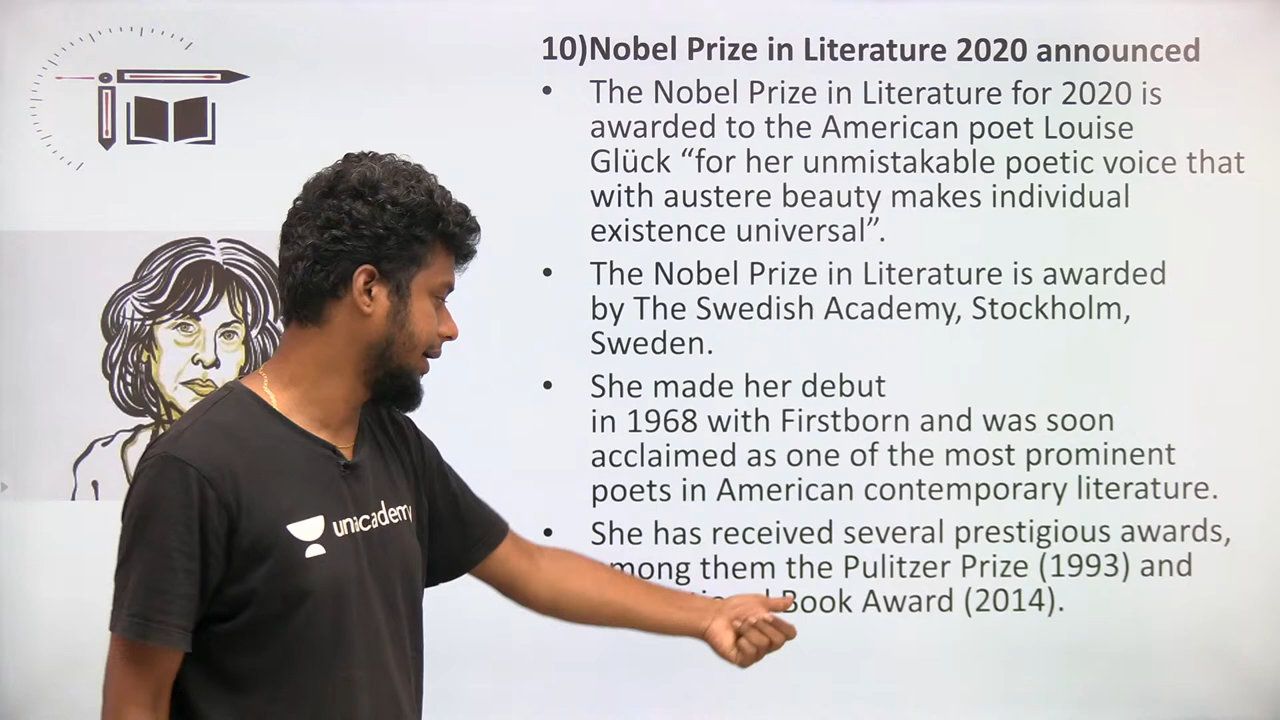 10)Nobel Prize in Literature 2020 announced
• The Nobel Prize in Literature for 2020 is
awarded to the American poet Louise
Glück “for her unmistakable poetic voice that
with austere beauty makes individual
existence universal”.
• The Nobel Prize in Literature is awarded
by The Swedish Academy, Stockholm,
Sweden.
• She made her debut
in 1968 with Firstborn and was soon
acclaimed as one of the most prominent
poets in American contemporary literature.
• She has received several prestigious awards,
mong them the Pulitzer Prize (1993) and
Book Award (2014).
unacademy